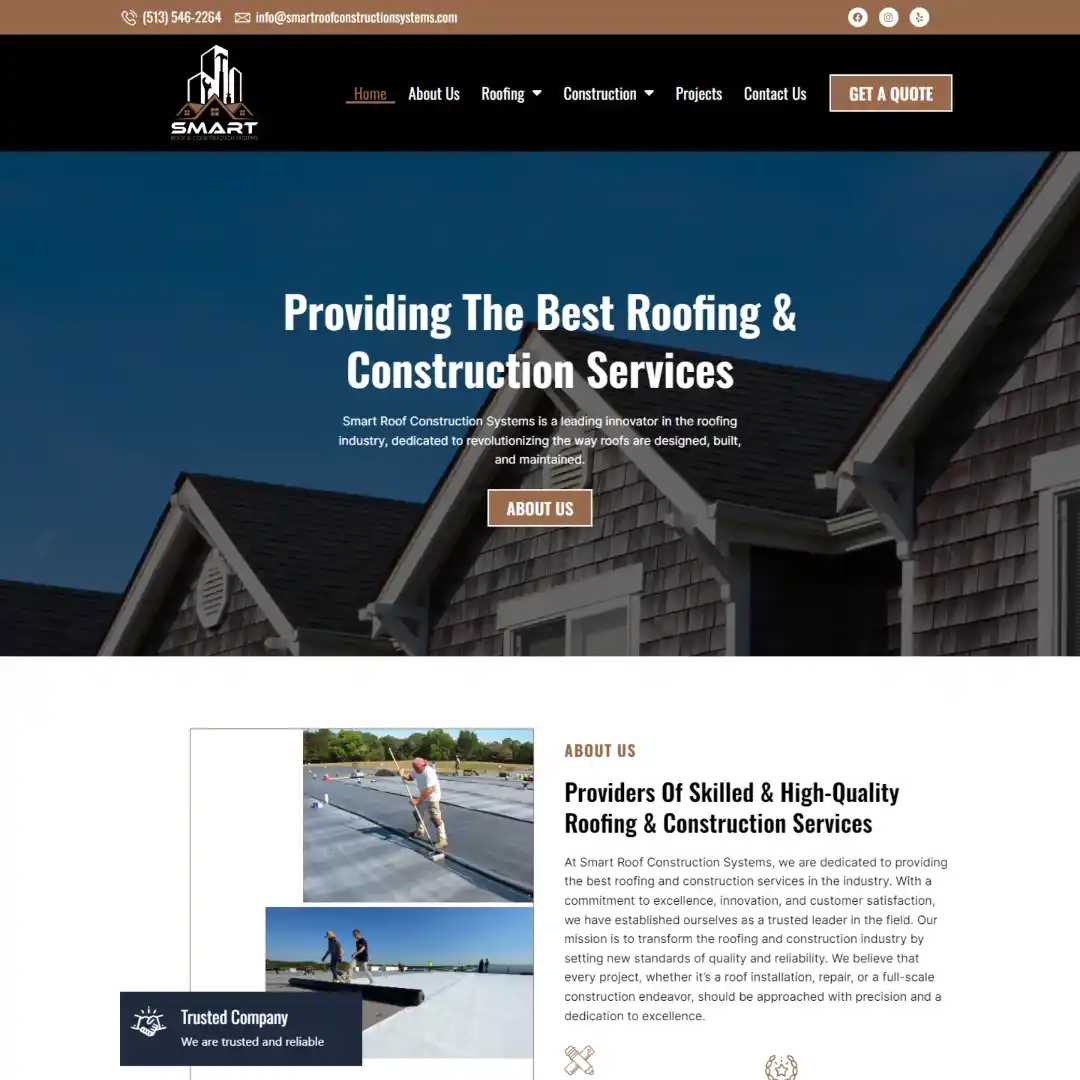 (513) 546-2264
info@smartroofconstructionsystems.com
SMART
ROOF & CONSTRUCTION SYSTEMS
Home
About Us
Roofing
Construction
Projects
Contact Us
GET A QUOTE
Providing The Best Roofing &
Construction Services
Smart Roof Construction Systems is a leading innovator in the roofing
industry, dedicated to revolutionizing the way roofs are designed, built,
and maintained.
ABOUT US
ABOUT US
Providers Of Skilled & High-Quality
Roofing & Construction Services
At Smart Roof Construction Systems, we are dedicated to providing
the best roofing and construction services in the industry. With a
commitment to excellence, innovation, and customer satisfaction,
we have established ourselves as a trusted leader in the field. Our
mission is to transform the roofing and construction industry by
setting new standards of quality and reliability. We believe that
every project, whether it’s a roof installation, repair, or a full-scale
construction endeavor, should be approached with precision and a
dedication to excellence.
Trusted Company
We are trusted and reliable